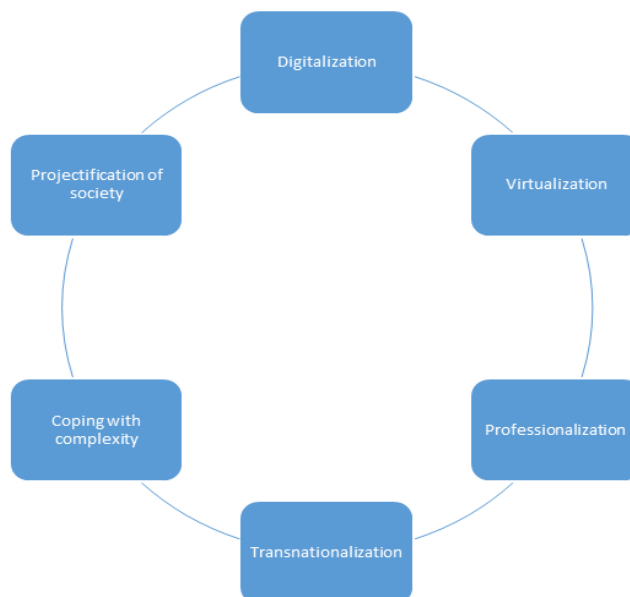 Digitalization
Virtualization
Professionalization
Transnationalization
Coping with
complexity
Projectification of
society